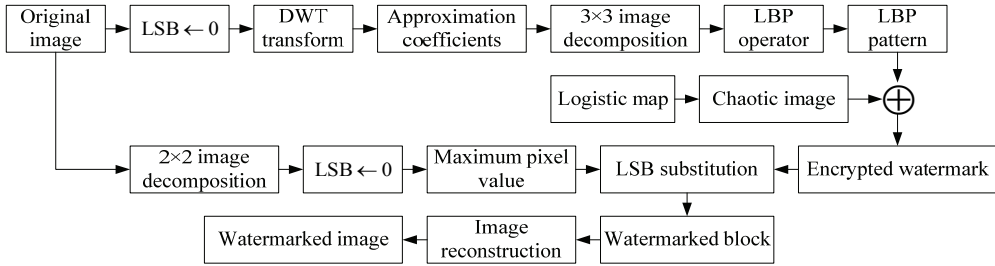 Original
image
LSB ← 0
DWT
transform
Approximation
coefficients
3×3 image
decomposition
LBP
operator
LBP
pattern
Logistic map
Chaotic image
2×2 image
decomposition
LSB ← 0
Maximum pixel
value
LSB substitution
Encrypted watermark
Watermarked image
Image
reconstruction
Watermarked block